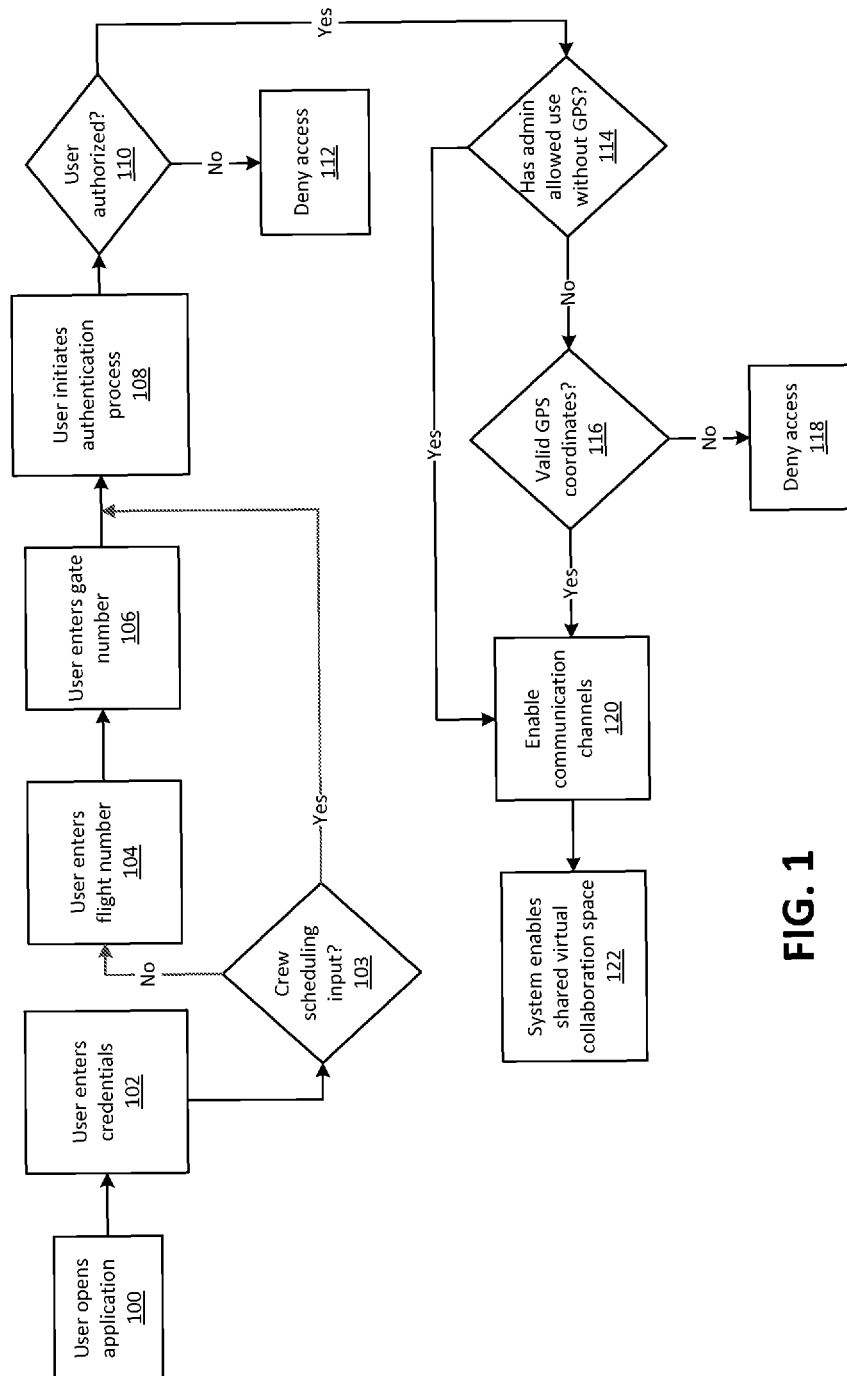 User opens
application
100
User enters
credentials
102
Crew
scheduling
input?
103
No
Yes
User enters
flight number
104
User enters gate
number
106
User initiates
authentication
process
108
User
authorized?
110
No
Yes
Deny access
112
Has admin
allowed use
without GPS?
114
Yes
No
Valid GPS
coordinates?
116
No
Yes
Deny access
118
Enable
communication
channels
120
System enables
shared virtual
collaboration space
122
FIG. 1